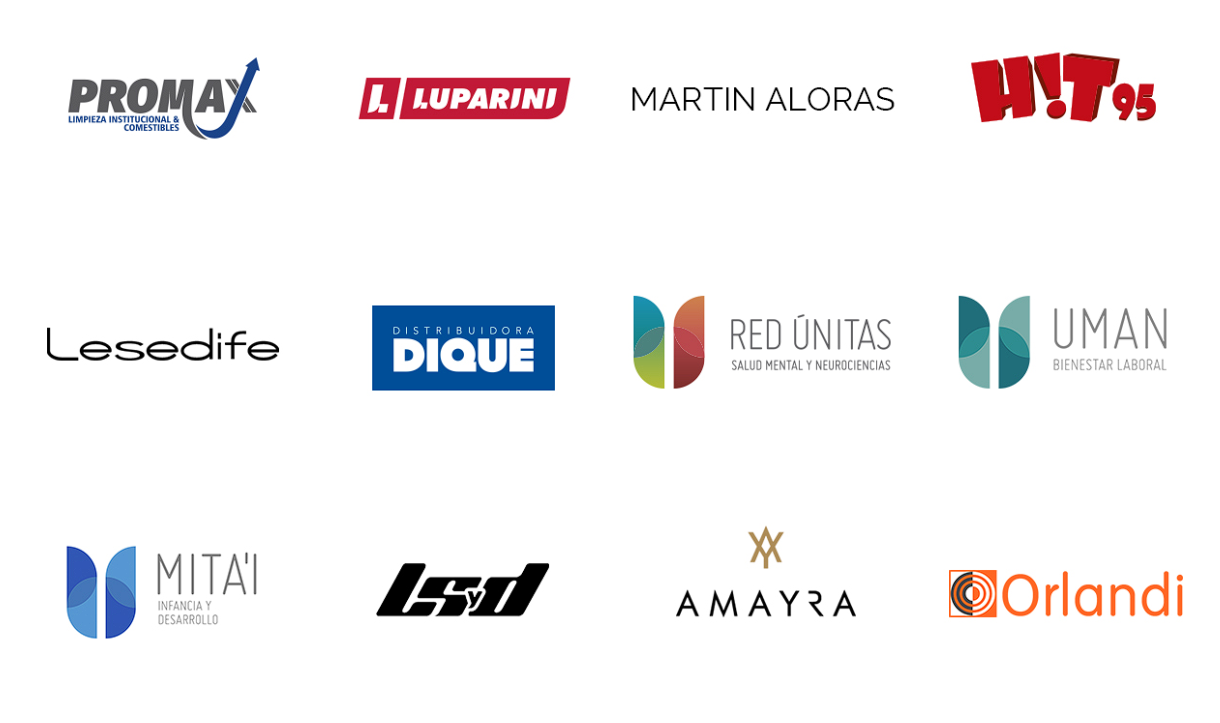 PROMAX
LIMPIEZA INSTITUCIONAL &
COMESTIBLES
L. LUPARINI
MARTIN ALORAS
H!T 95
Lesedife
DISTRIBUIDORA
DIQUE
RED ÚNITAS
SALUD MENTAL Y NEUROCIENCIAS
UMAN
BIENESTAR LABORAL
MITA'I
INFANCIA Y
DESARROLLO
LSyd
AMAYRA
Orlandi